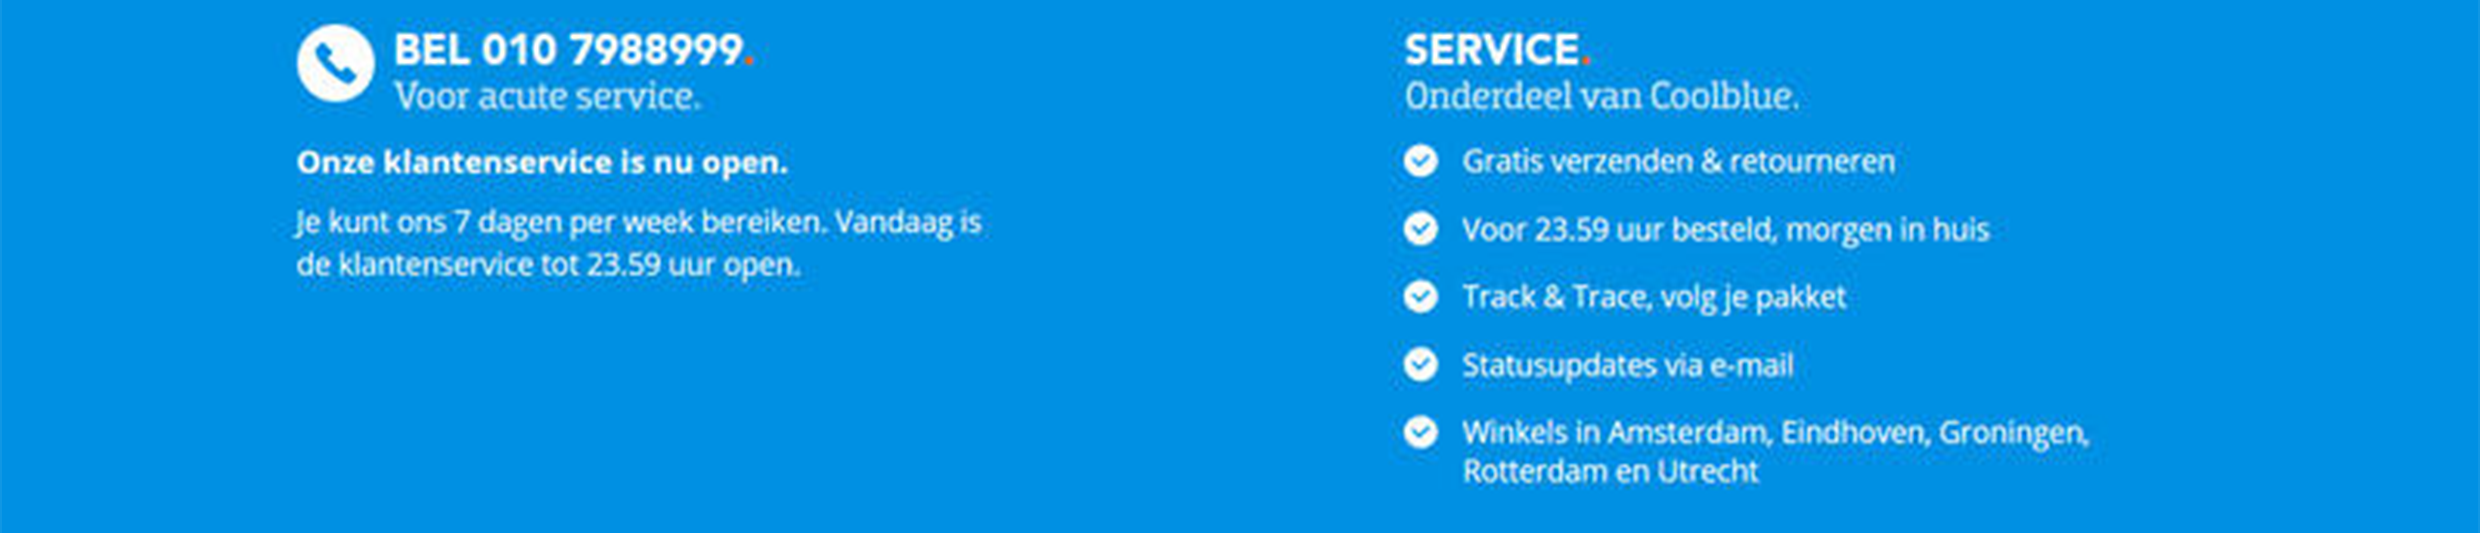 BEL 010 7988999.
Voor acute service.
Onze klantenservice is nu open.
Je kunt ons 7 dagen per week bereiken. Vandaag is
de klantenservice tot 23.59 uur open.
SERVICE.
Onderdeel van Coolblue.
Gratis verzenden & retourneren
Voor 23.59 uur besteld, morgen in huis
Track & Trace, volg je pakket
Statusupdates via e-mail
Winkels in Amsterdam, Eindhoven, Groningen,
Rotterdam en Utrecht